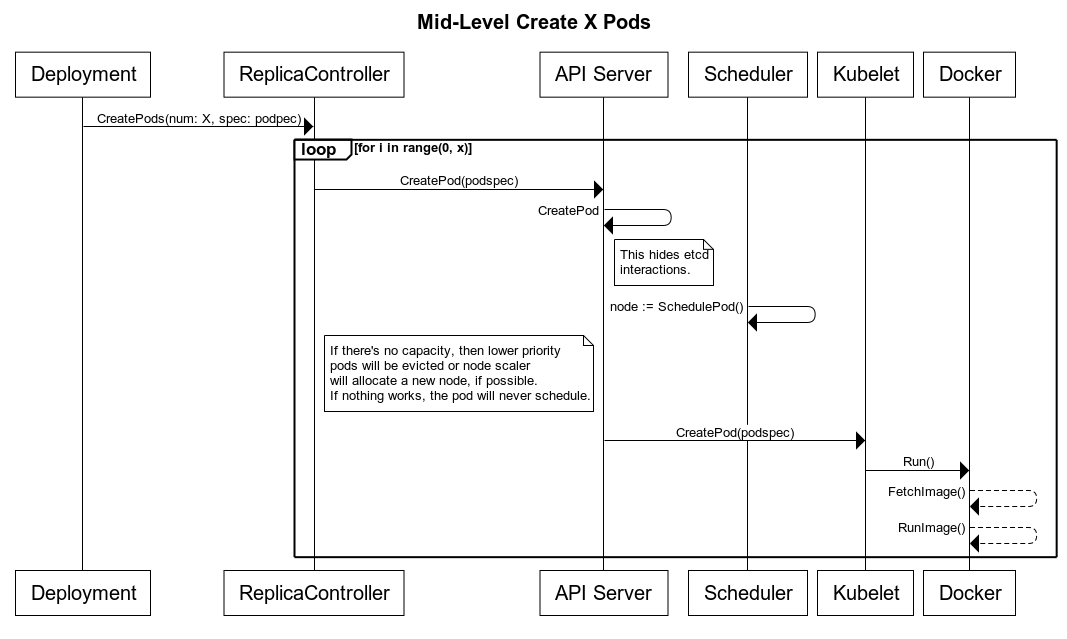 Mid-Level Create X Pods
Deployment
ReplicaController
API Server
Scheduler
Kubelet
Docker
CreatePods(num: X, spec: podpec)
loop
[for i in range(0, x)]
CreatePod(podspec)
CreatePod
This hides etcd
interactions.
node := SchedulePod()
If there's no capacity, then lower priority
pods will be evicted or node scaler
will allocate a new node, if possible.
If nothing works, the pod will never schedule.
CreatePod(podspec)
Run()
FetchImage()
RunImage()
Deployment
ReplicaController
API Server
Scheduler
Kubelet
Docker